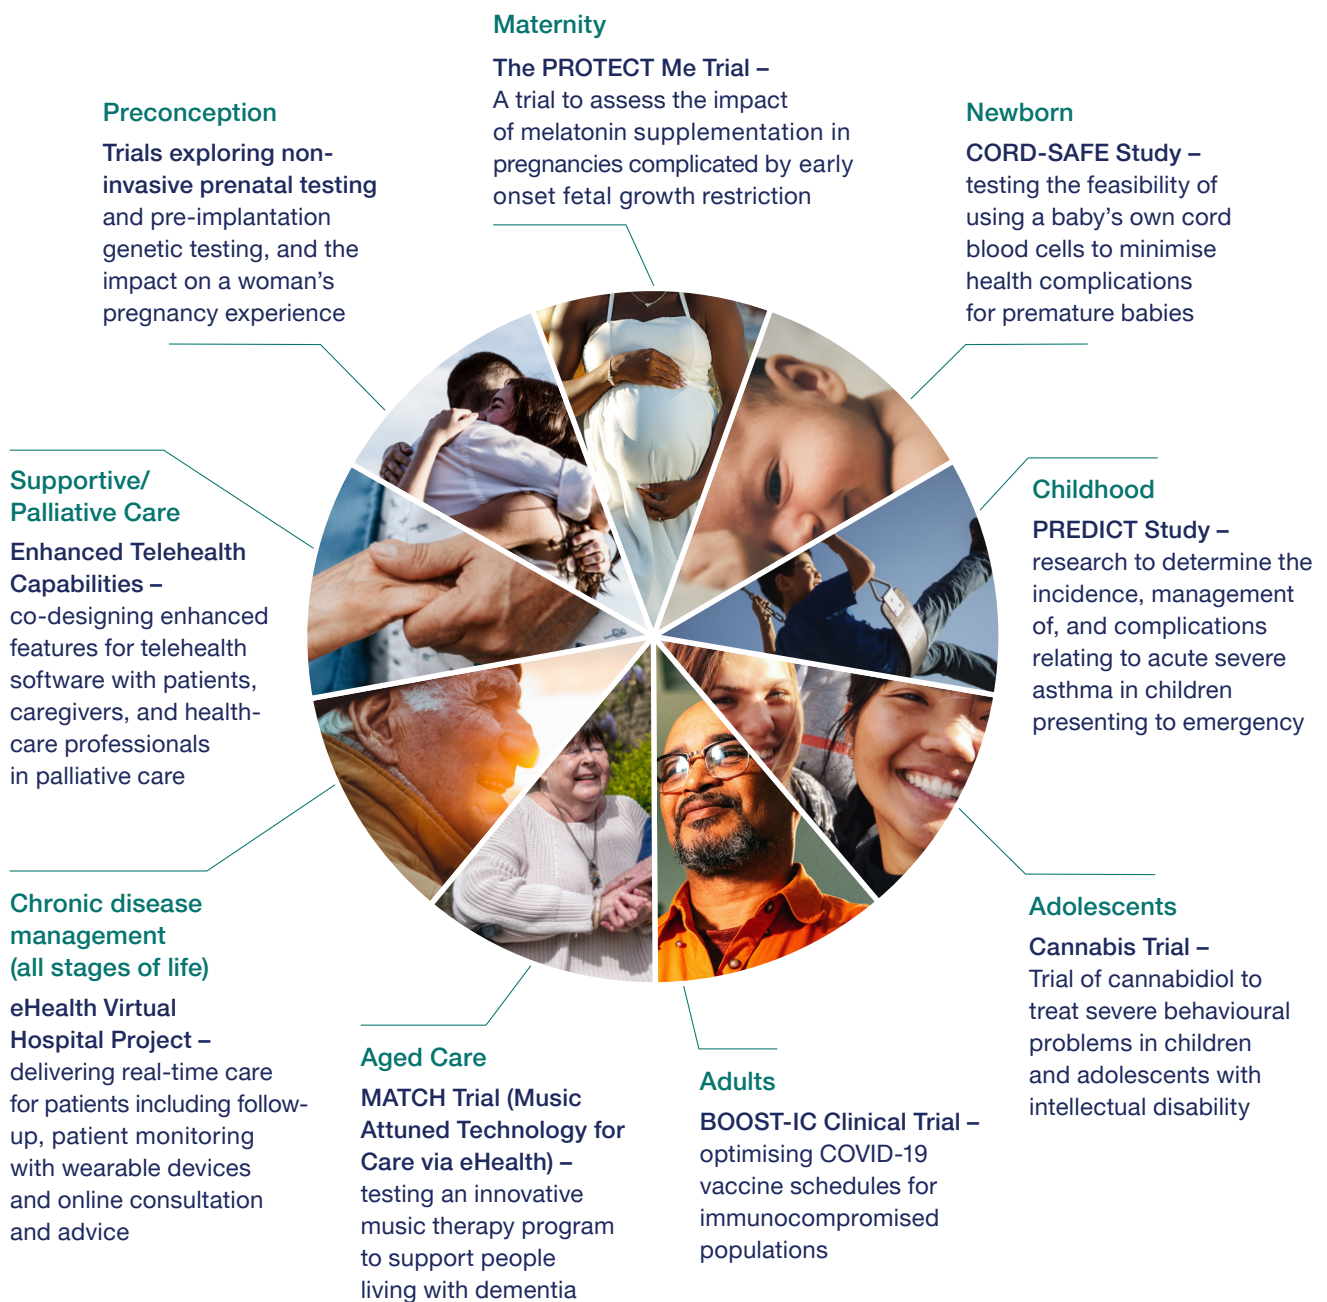 Maternity
The PROTECT Me Trial –
A trial to assess the impact
of melatonin supplementation in
pregnancies complicated by early
onset fetal growth restriction
Preconception
Trials exploring non-
invasive prenatal testing
and pre-implantation
genetic testing, and the
impact on a woman’s
pregnancy experience
Newborn
CORD-SAFE Study –
testing the feasibility of
using a baby’s own cord
blood cells to minimise
health complications
for premature babies
Supportive/
Palliative Care
Enhanced Telehealth
Capabilities –
co-designing enhanced
features for telehealth
software with patients,
caregivers, and health-
care professionals
in palliative care
Childhood
PREDICT Study –
research to determine the
incidence, management
of, and complications
relating to acute severe
asthma in children
presenting to emergency
Chronic disease
management
(all stages of life)
eHealth Virtual
Hospital Project –
delivering real-time care
for patients including follow-
up, patient monitoring
with wearable devices
and online consultation
and advice
Aged Care
MATCH Trial (Music
Attuned Technology for
Care via eHealth) –
testing an innovative
music therapy program
to support people
living with dementia
Adults
BOOST-IC Clinical Trial –
optimising COVID-19
vaccine schedules for
immunocompromised
populations
Adolescents
Cannabis Trial –
Trial of cannabidiol to
treat severe behavioural
problems in children
and adolescents with
intellectual disability